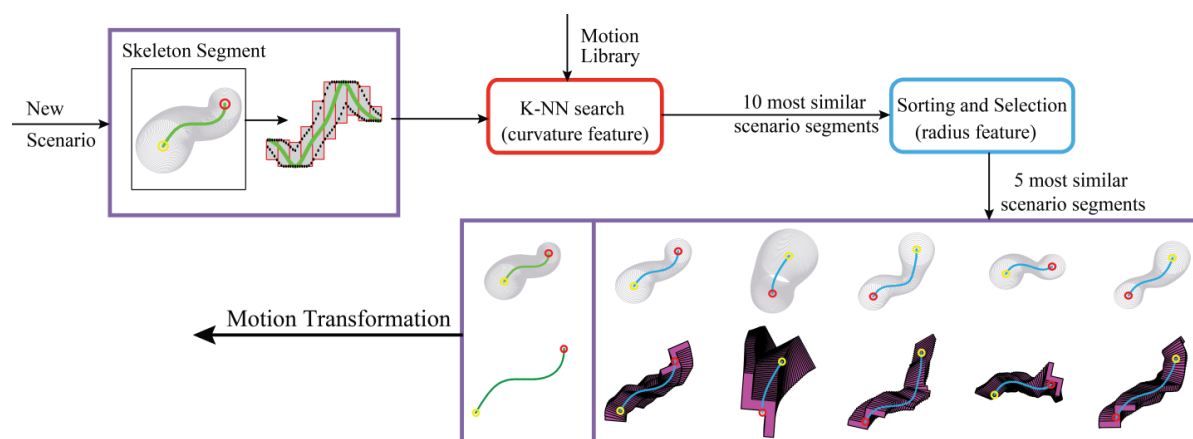 Skeleton Segment
New
Scenario
Motion
Library
K-NN search
(curvature feature)
10 most similar
scenario segments
Sorting and Selection
(radius feature)
5 most similar
scenario segments
Motion Transformation